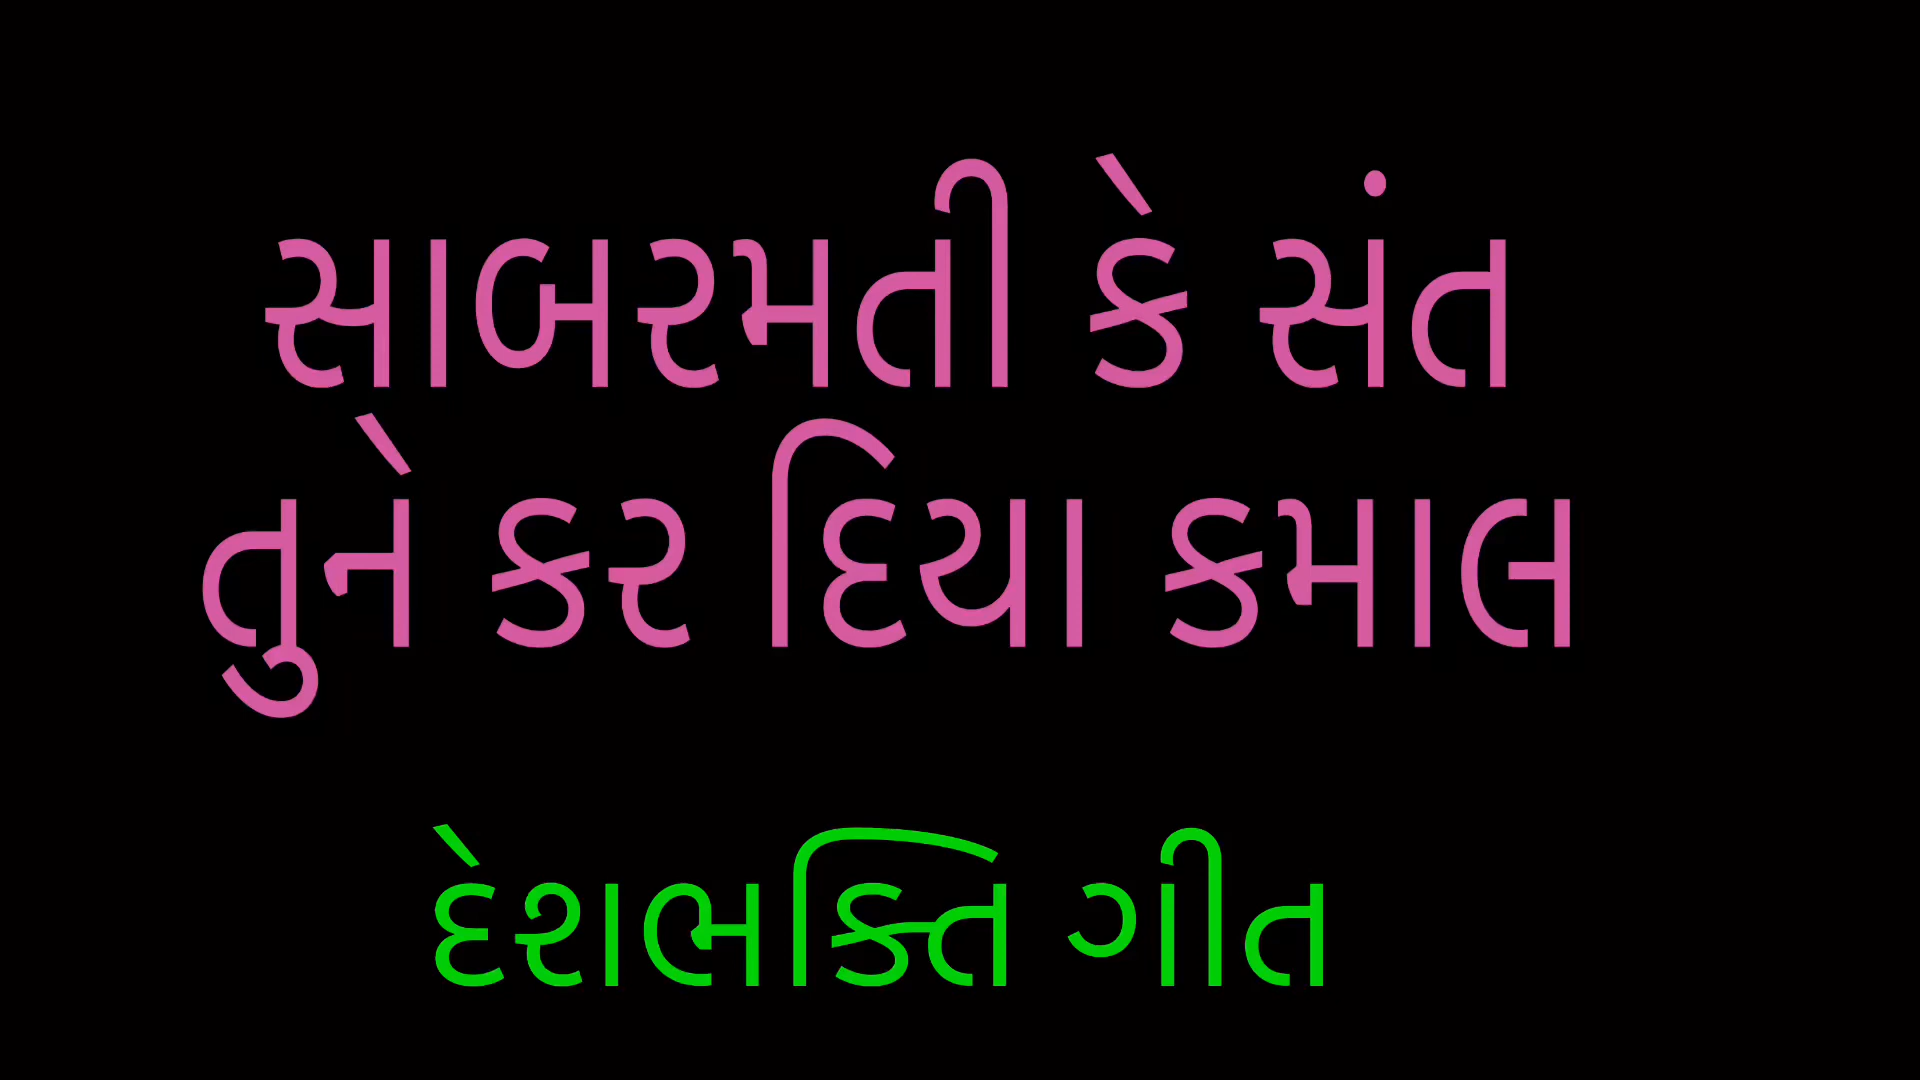 સાબરમતી કે સંત
તુને કર દિયા કમાલ
દેશભક્તિ ગીત